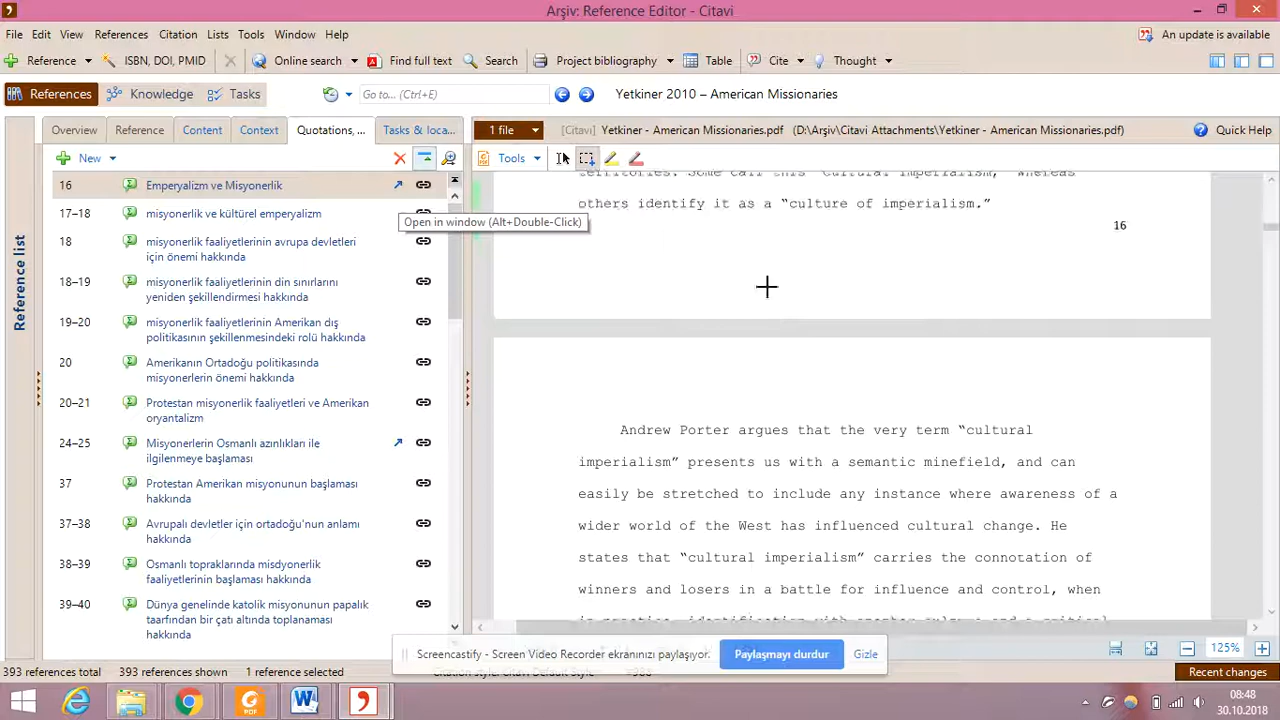 Arşiv: Reference Editor - Citavi
File Edit View References Citation Lists Tools Window Help
An update is available
Reference ISBN, DOI, PMID Online search Find full text Search Project bibliography Table Cite Thought
References Knowledge Tasks Go to... (Ctrl+E) Yetkiner 2010 – American Missionaries
Overview Reference Content Context Quotations, ... Tasks & loca...
1 file [Citavi] Yetkiner - American Missionaries.pdf (D:\Arşiv\Citavi Attachments\Yetkiner - American Missionaries.pdf) Quick Help
New
Tools
Reference list
16 Emperyalizm ve Misyonerlik
17–18 misyonerlik ve kültürel emperyalizm
Open in window (Alt+Double-Click)
18 misyonerlik faaliyetlerinin avrupa devletleri
için önemi hakkında
18–19 misyonerlik faaliyetlerinin din sınırlarını
yeniden şekillendirmesi hakkında
19–20 misyonerlik faaliyetlerinin Amerikan dış
politikasının şekillenmesindeki rolü hakkında
20 Amerikanın Ortadoğu politikasında
misyonerlerin önemi hakkında
20–21 Protestan misyonerlik faaliyetleri ve Amerikan
oryantalizm
24–25 Misyonerlerin Osmanlı azınlıkları ile
ilgilenmeye başlaması
37 Protestan Amerikan misyonunun başlaması
hakkında
37–38 Avrupalı devletler için ortadoğu'nun anlamı
hakkında
38–39 Osmanlı topraklarında misdyonerlik
faaliyetlerinin başlaması hakkında
39–40 Dünya genelinde katolik misyonunun papalık
taarfından bir çatı altında toplanaması
hakkında
territories. Some call this "cultural imperialism," whereas
others identify it as a “culture of imperialism.”
16
Andrew Porter argues that the very term “cultural
imperialism” presents us with a semantic minefield, and can
easily be stretched to include any instance where awareness of a
wider world of the West has influenced cultural change. He
states that “cultural imperialism” carries the connotation of
winners and losers in a battle for influence and control, when
Screencastify - Screen Video Recorder ekranınızı paylaşıyor. Paylaşmayı durdur Gizle
125%
393 references total 393 references shown 1 reference selected Citation style: Citavi Default Style Recent changes
08:48
30.10.2018